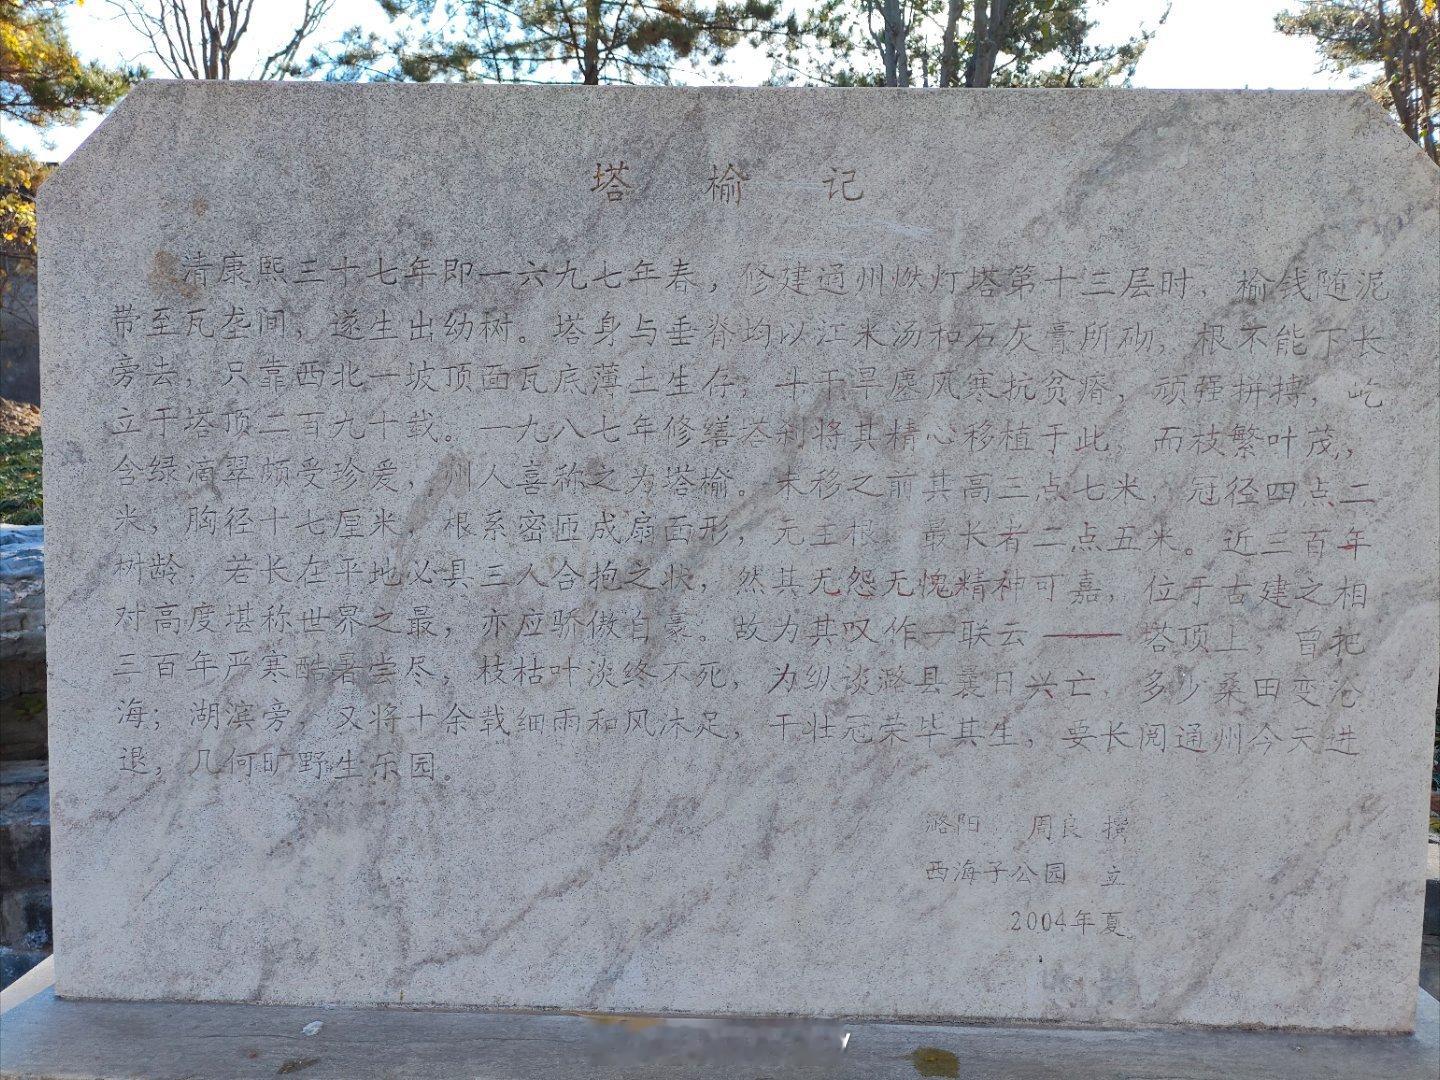 塔 榆 记
清康熙三十七年即一六九七年春，修建通州燃灯塔第十三层时，榆钱随泥
带至瓦垄间，遂生出幼树。塔身与垂脊均以江米汤和石灰膏所砌，根不能下长
旁去，只靠西北一坡顶面瓦底薄土生存，十干旱尘风寒抗贫瘠，顽强拼搏，屹
立于塔顶二百九十载。一九八七年修缮塔刹将其精心移植于此，而枝繁叶茂，
含绿滴翠颇受珍爱，州人喜称之为塔榆。未移之前其高三点七米，冠径四点二
米，胸径十七厘米，根系密匝成扇面形，无主根，最长者二点五米。近三百年
树龄，若长在平地必具三人合抱之状，然其无怨无愧精神可嘉，位于古建之相
对高度堪称世界之最，亦应骄傲自豪。故为其叹作一联云——塔顶上，曾把
三百年严寒酷暑尝尽，枝枯叶淡终不死，为纵谈潞县襄日兴亡，多少桑田变沧
海；湖滨旁，又将十余载细雨和风沐足，干壮冠荣毕其生，要长阅通州今天进
退，几何旷野生乐园。
潞阳 周良 撰
西海子公园 立
2004年夏